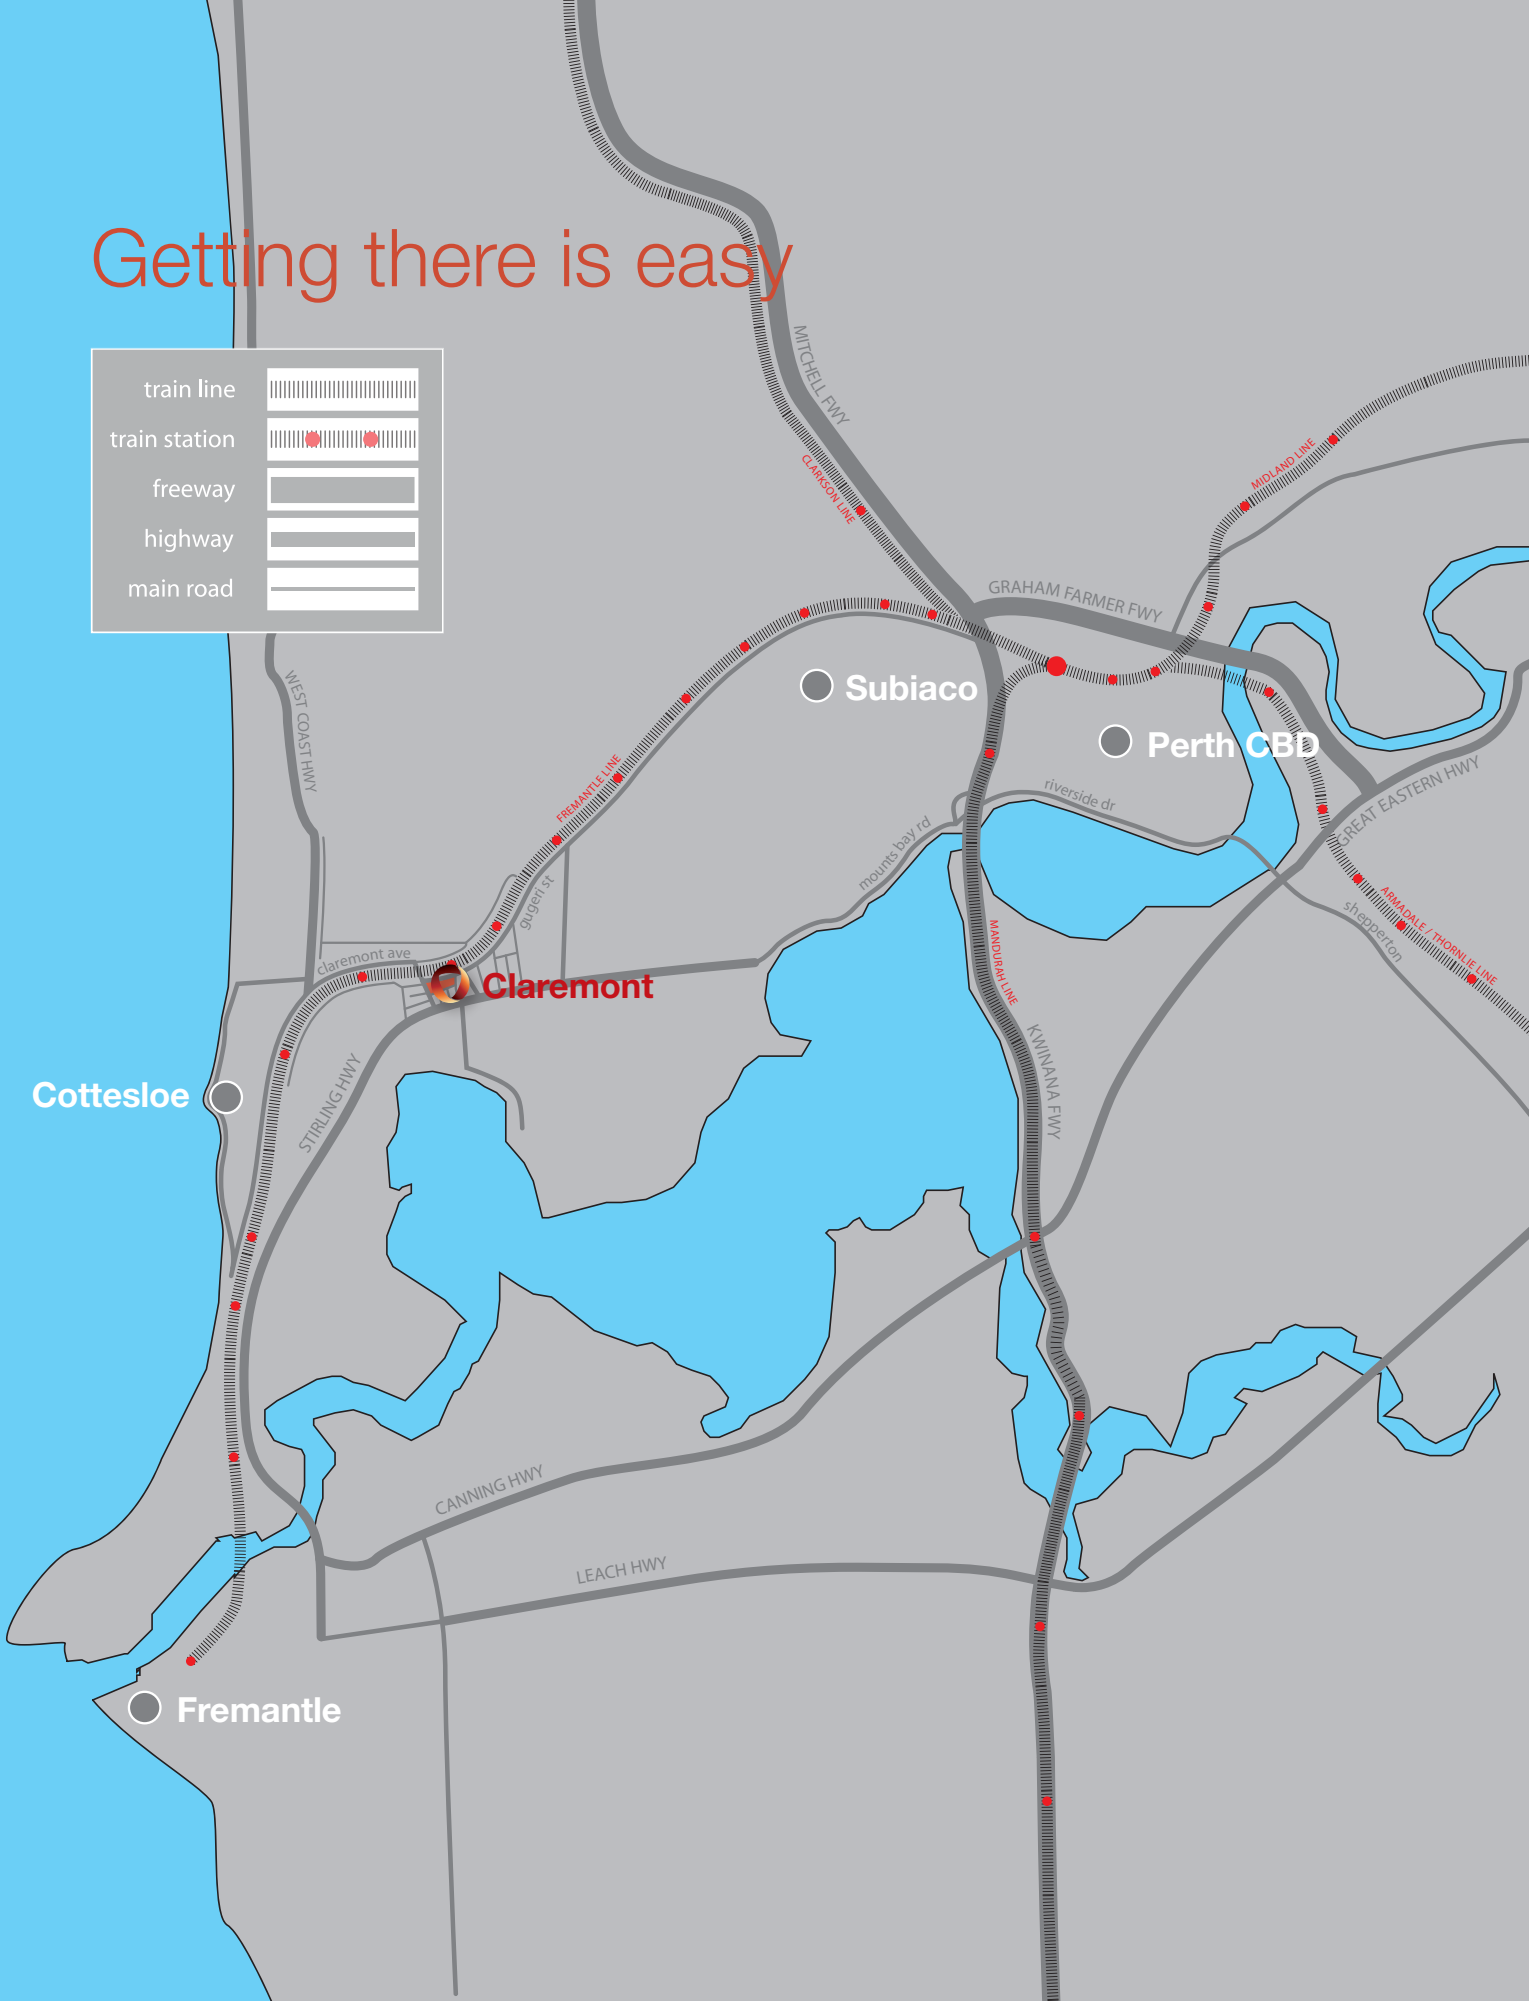 Getting there is easy
train line
train station
freeway
highway
main road
MITCHELL FWY
CLARKSON LINE
MIDLAND LINE
GRAHAM FARMER FWY
WEST COAST HWY
Subiaco
Perth CBD
FREMANTLE LINE
riverside dr
GREAT EASTERN HWY
mounts bay rd
gugeri st
shepperton
ARMADALE / THORNLIE LINE
claremont ave
Claremont
MANDURAH LINE
KWINANA FWY
Cottesloe
STIRLING HWY
CANNING HWY
LEACH HWY
Fremantle